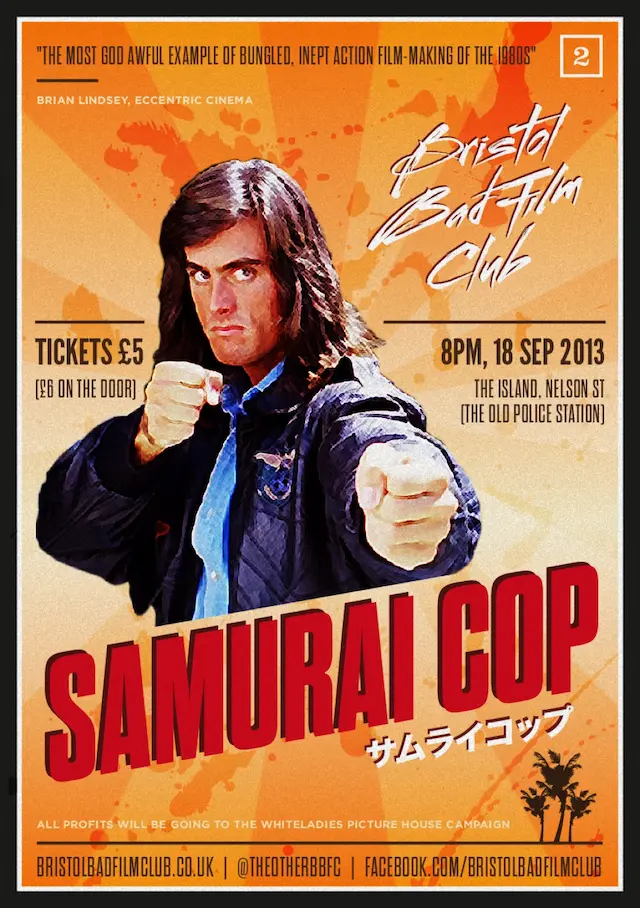 "THE MOST GOD AWFUL EXAMPLE OF BUNGLED, INEPT ACTION FILM-MAKING OF THE 1980S"
2
BRIAN LINDSEY, ECCENTRIC CINEMA
Bristol
Bad Film
Club
TICKETS £5
(£6 ON THE DOOR)
8PM, 18 SEP 2013
THE ISLAND, NELSON ST
(THE OLD POLICE STATION)
SAMURAI COP
サムライコップ
ALL PROFITS WILL BE GOING TO THE WHITELADIES PICTURE HOUSE CAMPAIGN
BRISTOLBADFILMCLUB.CO.UK | @THEOTHERBBFC | FACEBOOK.COM/BRISTOLBADFILMCLUB